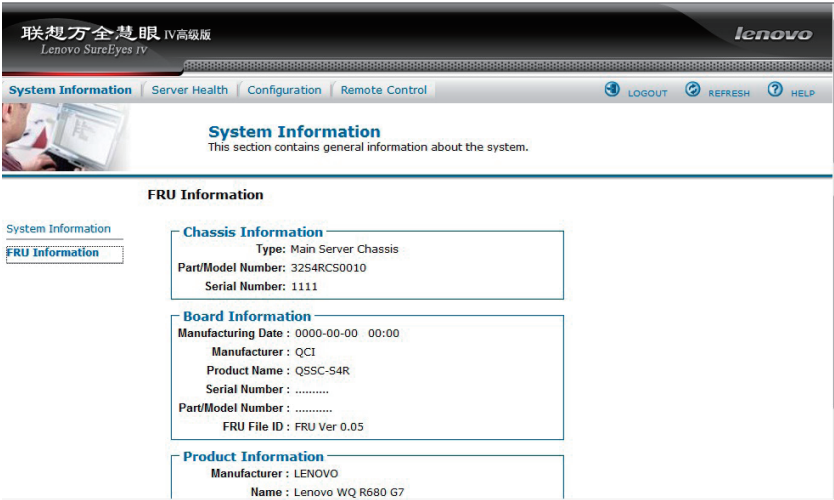 联想万全慧眼 IV高级版
Lenovo SureEyes IV
lenovo
System Information
Server Health
Configuration
Remote Control
LOGOUT
REFRESH
HELP
System Information
This section contains general information about the system.
FRU Information
System Information
FRU Information
Chassis Information
Type: Main Server Chassis
Part/Model Number: 32S4RCS0010
Serial Number: 1111
Board Information
Manufacturing Date : 0000-00-00 00:00
Manufacturer : QCI
Product Name : QSSC-S4R
Serial Number : ..........
Part/Model Number : ...........
FRU File ID : FRU Ver 0.05
Product Information
Manufacturer : LENOVO
Name : Lenovo WQ R680 G7